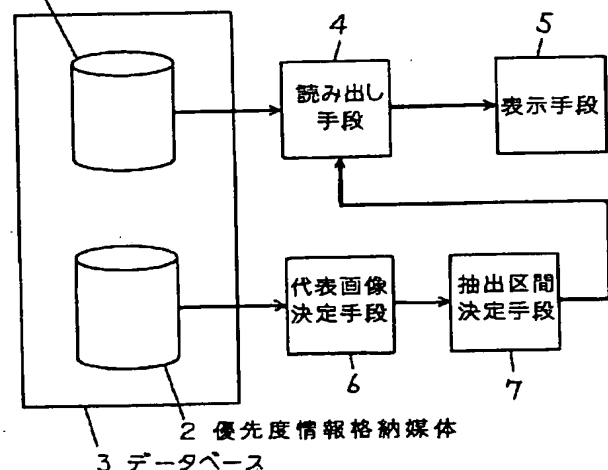 4
5
読み出し
手段
表示手段
代表画像
決定手段
抽出区間
決定手段
6
7
2 優先度情報格納媒体
3 データベース